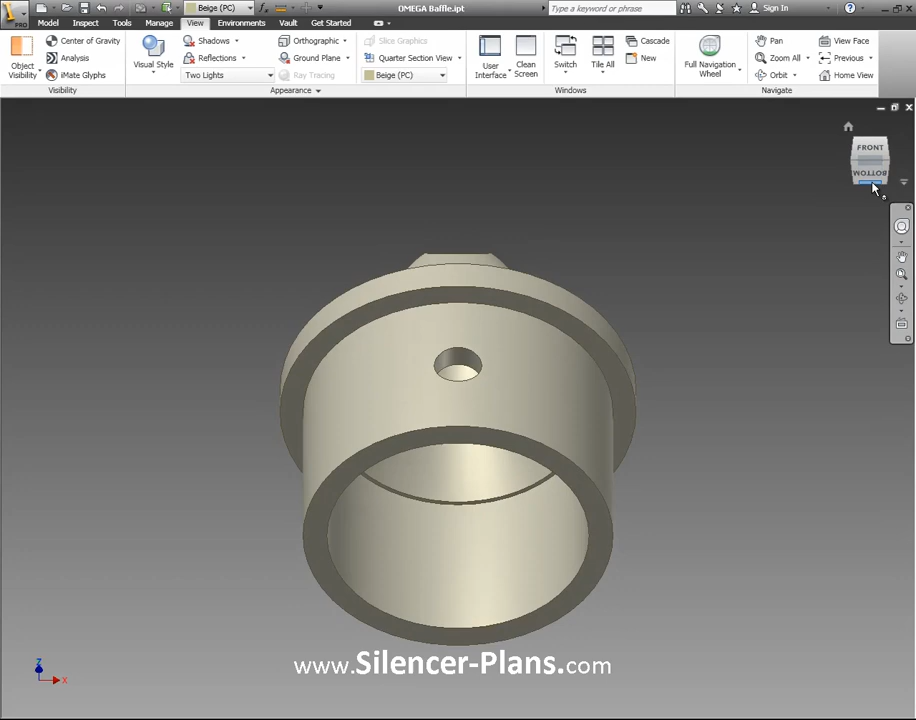 Beige (PC)
OMEGA Baffle.ipt
Type a keyword or phrase
Sign In
PRO
Model Inspect Tools Manage View Environments Vault Get Started
Object Visibility
Center of Gravity
Analysis
iMate Glyphs
Visibility
Visual Style
Shadows
Reflections
Two Lights
Orthographic
Ground Plane
Ray Tracing
Slice Graphics
Quarter Section View
Beige (PC)
Appearance
User Interface
Clean Screen
Switch
Tile All
Cascade
New
Windows
Full Navigation Wheel
Pan
Zoom All
Orbit
View Face
Previous
Home View
Navigate
FRONT
BOTTOM
Z
X
www.Silencer-Plans.com